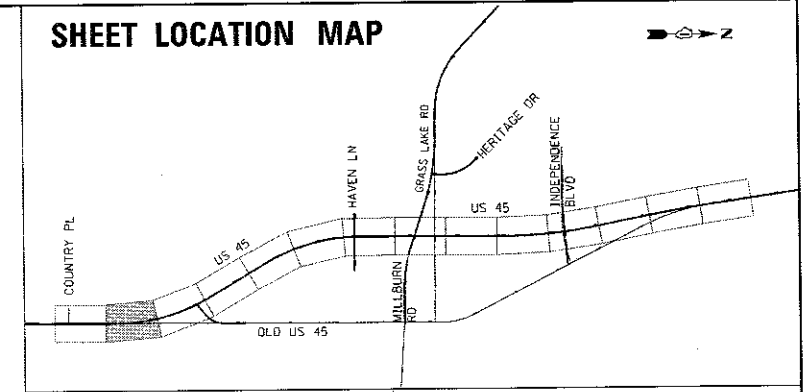 SHEET LOCATION MAP
N
COUNTRY PL
US 45
OLD US 45
HAVEN LN
GRASS LAKE RD
MILLBURN
RD
HERITAGE DR
US 45
INDEPENDENCE
BLVD